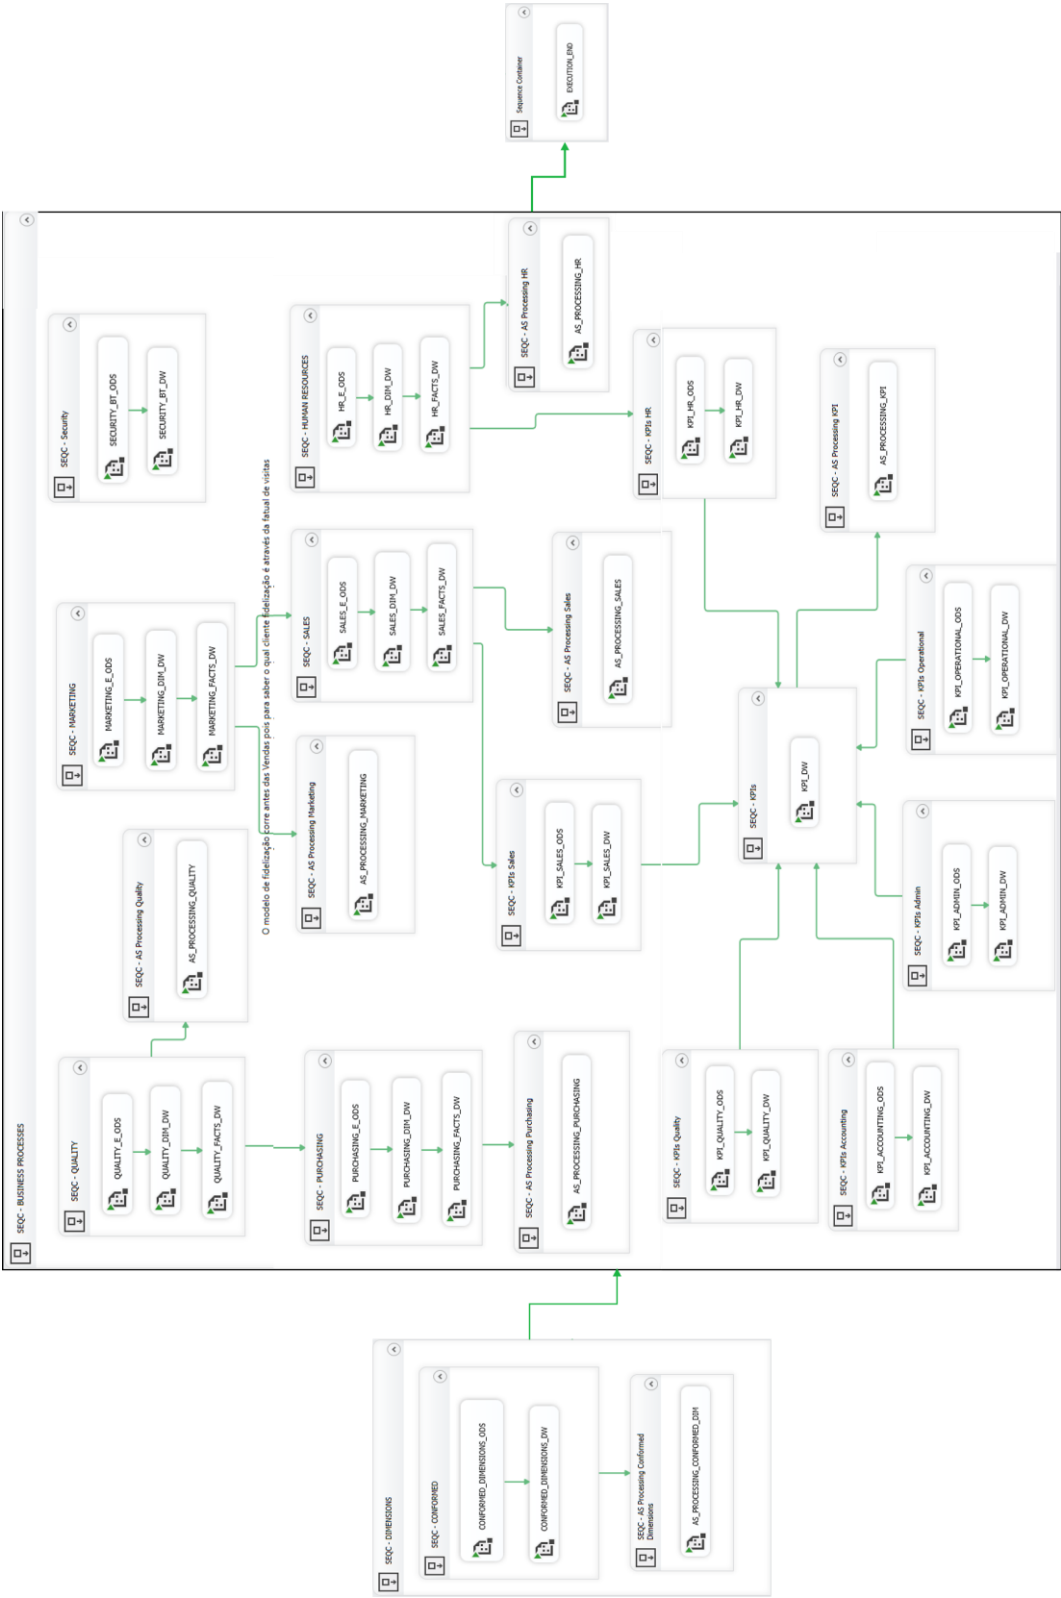 SEQC - DIMENSIONS
SEQC - CONFORMED
CONFORMED_DIMENSIONS_ODS
CONFORMED_DIMENSIONS_DW
SEQC - AS Processing Conformed
Dimensions
AS_PROCESSING_CONFORMED_DIM
SEQC - BUSINESS PROCESSES
SEQC - QUALITY
QUALITY_E_ODS
QUALITY_DIM_DW
QUALITY_FACTS_DW
SEQC - AS Processing Quality
AS_PROCESSING_QUALITY
SEQC - MARKETING
MARKETING_E_ODS
MARKETING_DIM_DW
MARKETING_FACTS_DW
SEQC - Security
SECURITY_BT_ODS
SECURITY_BT_DW
O modelo de fidelização corre antes das Vendas pois para saber o qual cliente fidelização é através da fatual de visitas
SEQC - PURCHASING
PURCHASING_E_ODS
PURCHASING_DIM_DW
PURCHASING_FACTS_DW
SEQC - AS Processing Marketing
AS_PROCESSING_MARKETING
SEQC - SALES
SALES_E_ODS
SALES_DIM_DW
SALES_FACTS_DW
SEQC - HUMAN RESOURCES
HR_E_ODS
HR_DIM_DW
HR_FACTS_DW
SEQC - AS Processing Purchasing
AS_PROCESSING_PURCHASING
SEQC - KPIs Sales
KPI_SALES_ODS
KPI_SALES_DW
SEQC - AS Processing Sales
AS_PROCESSING_SALES
SEQC - AS Processing HR
AS_PROCESSING_HR
SEQC - KPIs Quality
KPI_QUALITY_ODS
KPI_QUALITY_DW
SEQC - KPIs HR
KPI_HR_ODS
KPI_HR_DW
SEQC - KPIs
KPI_DW
SEQC - KPIs Accounting
KPI_ACCOUNTING_ODS
KPI_ACCOUNTING_DW
SEQC - AS Processing KPI
AS_PROCESSING_KPI
SEQC - KPIs Admin
KPI_ADMIN_ODS
KPI_ADMIN_DW
SEQC - KPIs Operational
KPI_OPERATIONAL_ODS
KPI_OPERATIONAL_DW
Sequence Container
EXECUTION_END